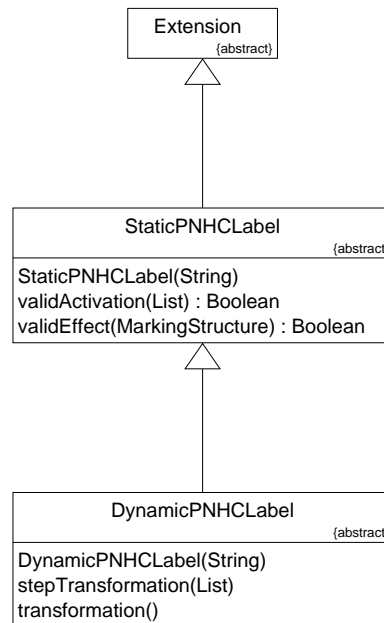 Extension
{abstract}
StaticPNHCLabel
{abstract
StaticPNHCLabel(String)
validActivation(List) : Boolean
validEffect(MarkingStructure) : Boolean
DynamicPNHCLabel
{abstract
DynamicPNHCLabel(String)
stepTransformation(List)
transformation()